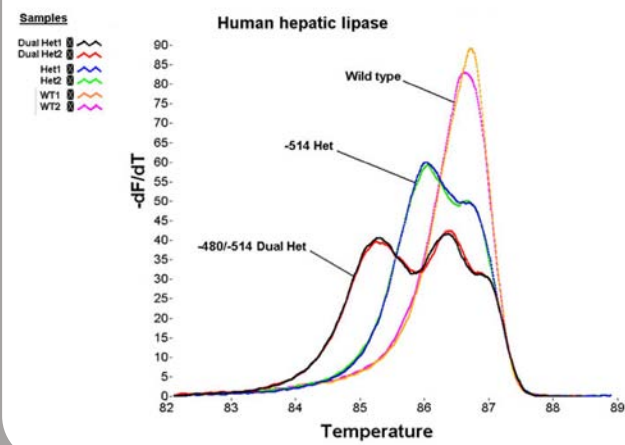 Samples
Human hepatic lipase
Dual Het1
Dual Het2
Het1
Het2
WT1
WT2
90
85
80
75
70
65
60
55
50
45
40
35
30
25
20
15
10
5
0
-dF/dT
Wild type
-514 Het
-480/-514 Dual Het
82 83 84 85 86 87 88 89
Temperature